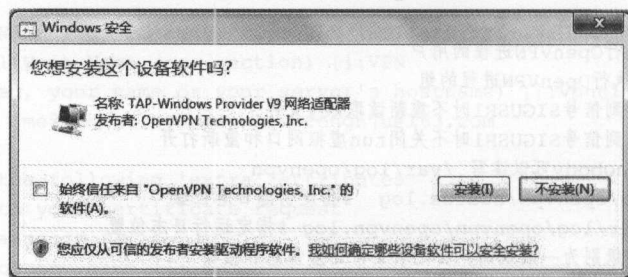 Windows 安全
您想安装这个设备软件吗?
名称: TAP-Windows Provider V9 网络适配器
发布者: OpenVPN Technologies, Inc.
始终信任来自 "OpenVPN Technologies, Inc." 的
软件(A)。
安装(I)
不安装(N)
您应仅从可信的发布者安装驱动程序软件。我如何确定哪些设备软件可以安全安装?